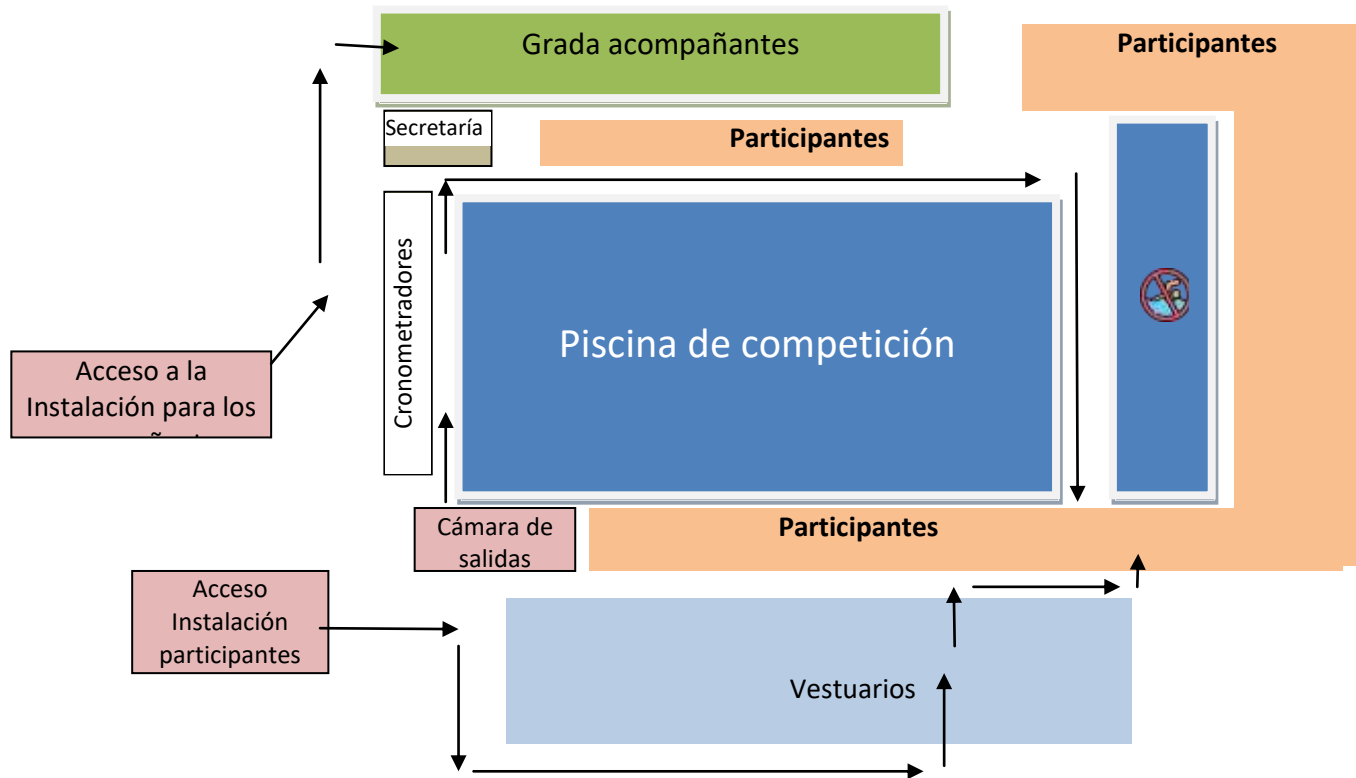 Grada acompañantes
Participantes
Secretaría
Participantes
Cronometradores
Piscina de competición
Acceso a la
Instalación para los
Cámara de
salidas
Participantes
Acceso
Instalación
participantes
Vestuarios